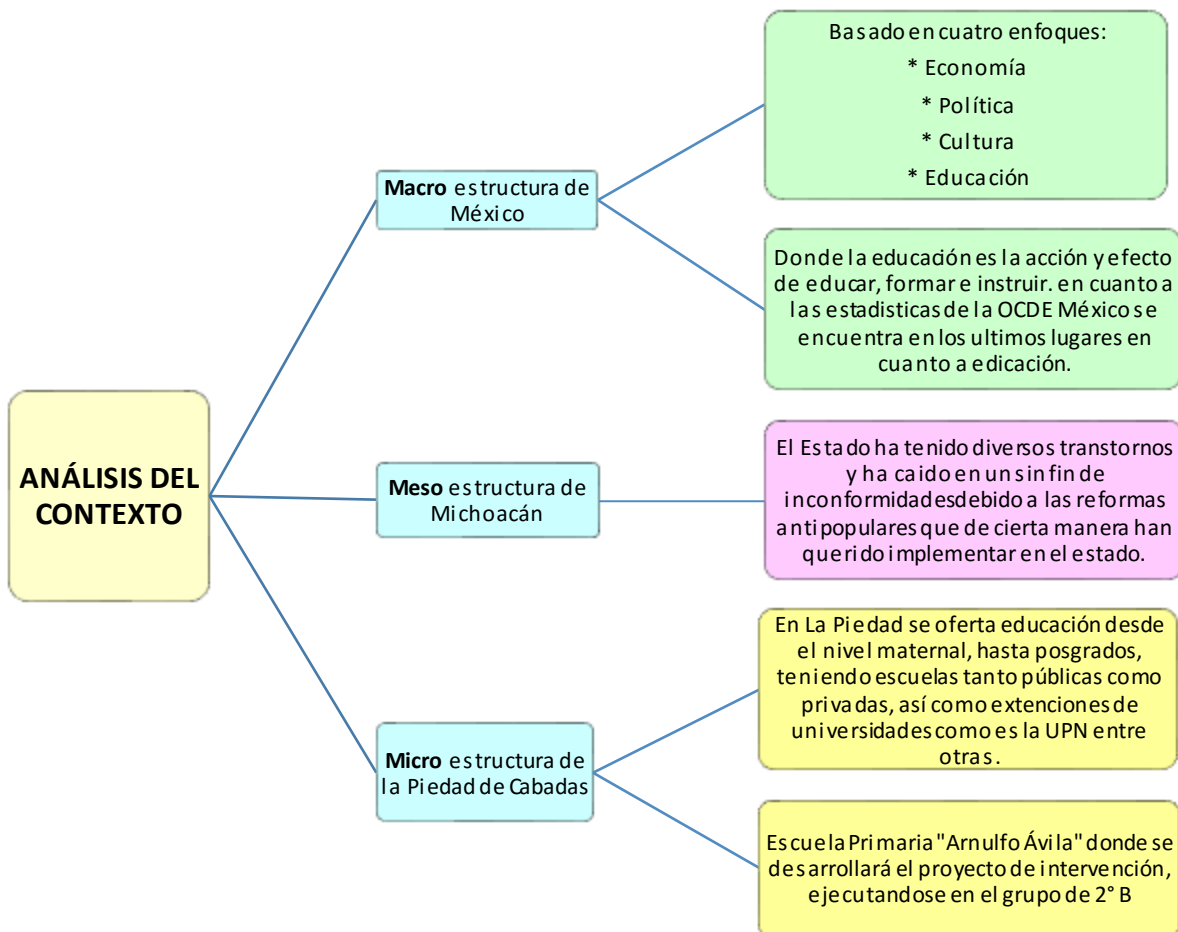 ANÁLISIS DEL
CONTEXTO
Macro estructura de
México
Basado en cuatro enfoques:
* Economía
* Política
* Cultura
* Educación
Donde la educación es la acción y efecto
de educar, formar e instruir. en cuanto a
las estadisticas de la OCDE México se
encuentra en los ultimos lugares en
cuanto a edicación.
Meso estructura de
Michoacán
El Estado ha tenido diversos transtornos
y ha caido en un sin fin de
inconformidadesdebido a las reformas
antipopulares que de cierta manera han
querido implementar en el estado.
Micro estructura de
la Piedad de Cabadas
En La Piedad se oferta educación desde
el nivel maternal, hasta posgrados,
teniendo escuelas tanto públicas como
privadas, así como extenciones de
universidades como es la UPN entre
otras.
Escuela Primaria "Arnulfo Ávila" donde se
desarrollará el proyecto de intervención,
ejecutandose en el grupo de 2° B